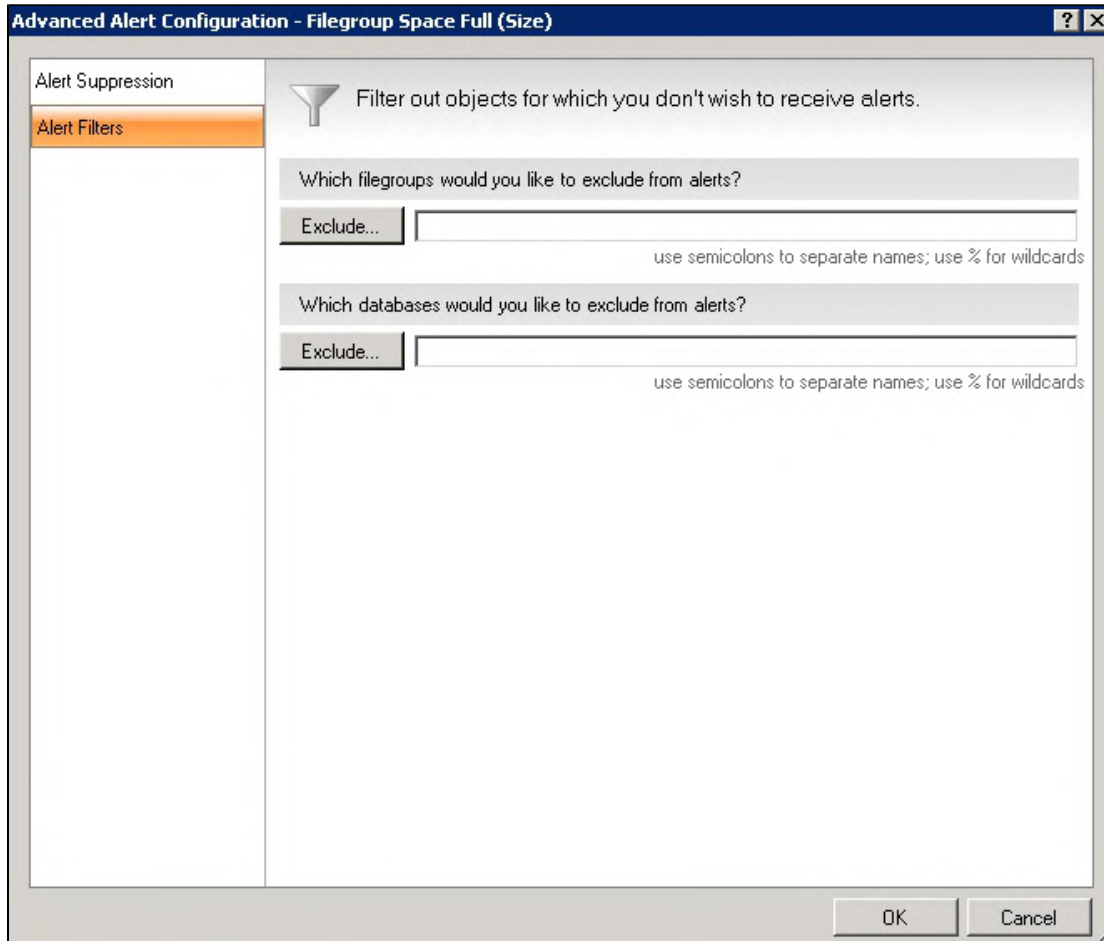 Advanced Alert Configuration - Filegroup Space Full (Size)
Alert Suppression
Alert Filters
Filter out objects for which you don't wish to receive alerts.
Which filegroups would you like to exclude from alerts?
Exclude...
use semicolons to separate names; use % for wildcards
Which databases would you like to exclude from alerts?
Exclude...
use semicolons to separate names; use % for wildcards
OK
Cancel